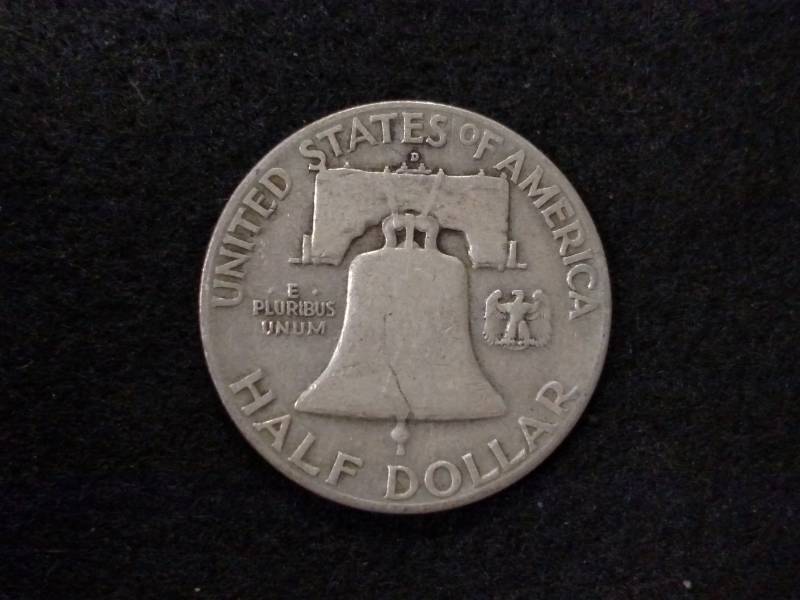 UNITED STATES OF AMERICA
D
· E ·
PLURIBUS
UNUM
HALF DOLLAR